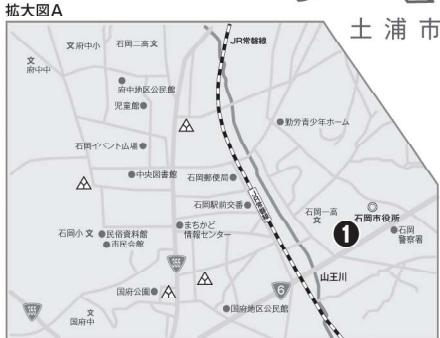 拡大図A
土浦市
JR常磐線
文府中小
石岡二高文
文
府中中
府中地区公民館
児童館
勤労青少年ホーム
石岡イベント広場
中央図書館
石岡郵便局
石岡駅前交番
石岡一高
文
石岡市役所
1
石岡
警察署
石岡小文
民俗資料館
市民会館
まちかど
情報センター
355
山王川
国府公園
6
国府地区公民館
355
文
国府中